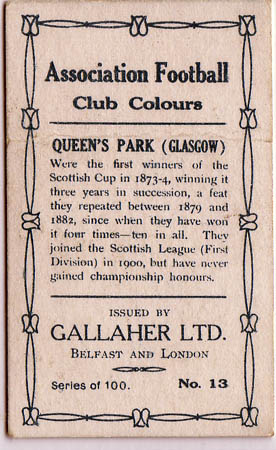 Association Football
Club Colours
QUEEN'S PARK (GLASGOW)
Were the first winners of the
Scottish Cup in 1873-4, winning it
three years in succession, a feat
they repeated between 1879 and
1882, since when they have won
it four times—ten in all. They
joined the Scottish League (First
Division) in 1900, but have never
gained championship honours.
ISSUED BY
GALLAHER LTD.
BELFAST AND LONDON
Series of 100. No. 13